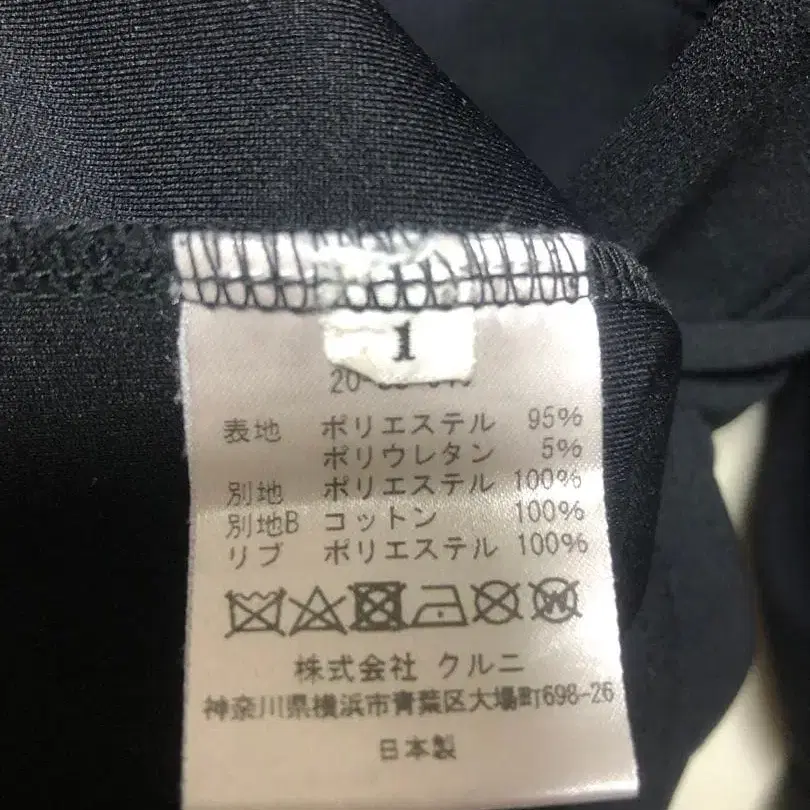 1
表地 ポリエステル 95%
ポリウレタン 5%
別地 ポリエステル 100%
別地B コットン 100%
リブ ポリエステル 100%
株式会社 クルニ
神奈川県横浜市青葉区大場町698-26
日本製